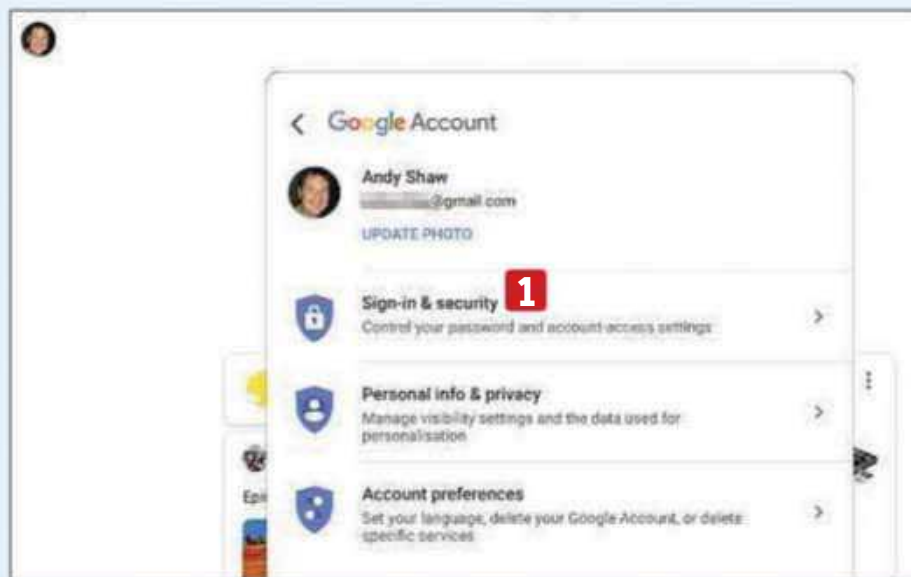 Google Account
Andy Shaw
@gmail.com
UPDATE PHOTO
Sign-in & security 1
Control your password and account-access settings
Personal info & privacy
Manage visibility settings and the data used for
personalisation
Epi
Account preferences
Set your language, delete your Google Account, or delete
specific services